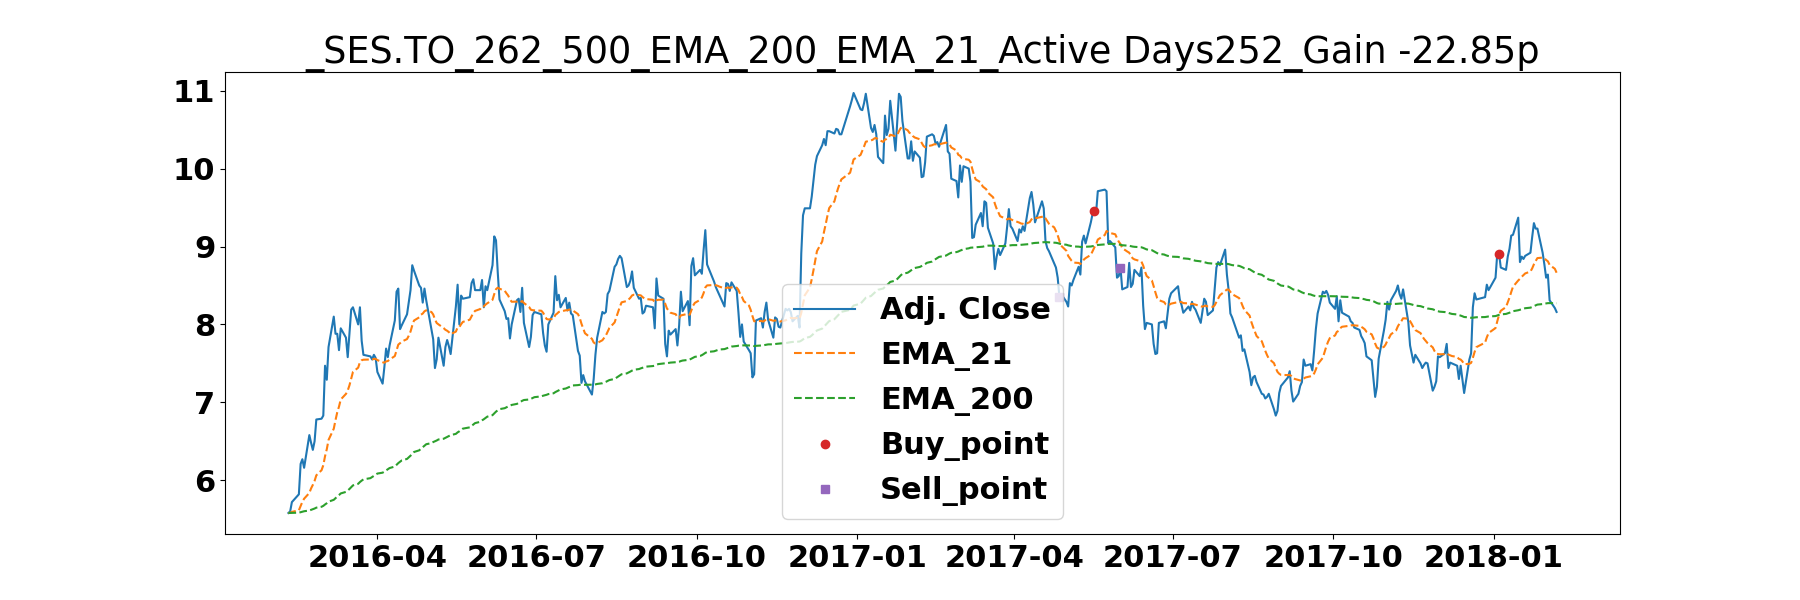 _SES.TO_262_500_EMA_200_EMA_21_Active Days252_Gain -22.85p
11
10
9
8
7
6
Adj. Close
EMA_21
EMA_200
Buy_point
Sell_point
2016-04 2016-07 2016-10 2017-01 2017-04 2017-07 2017-10 2018-01